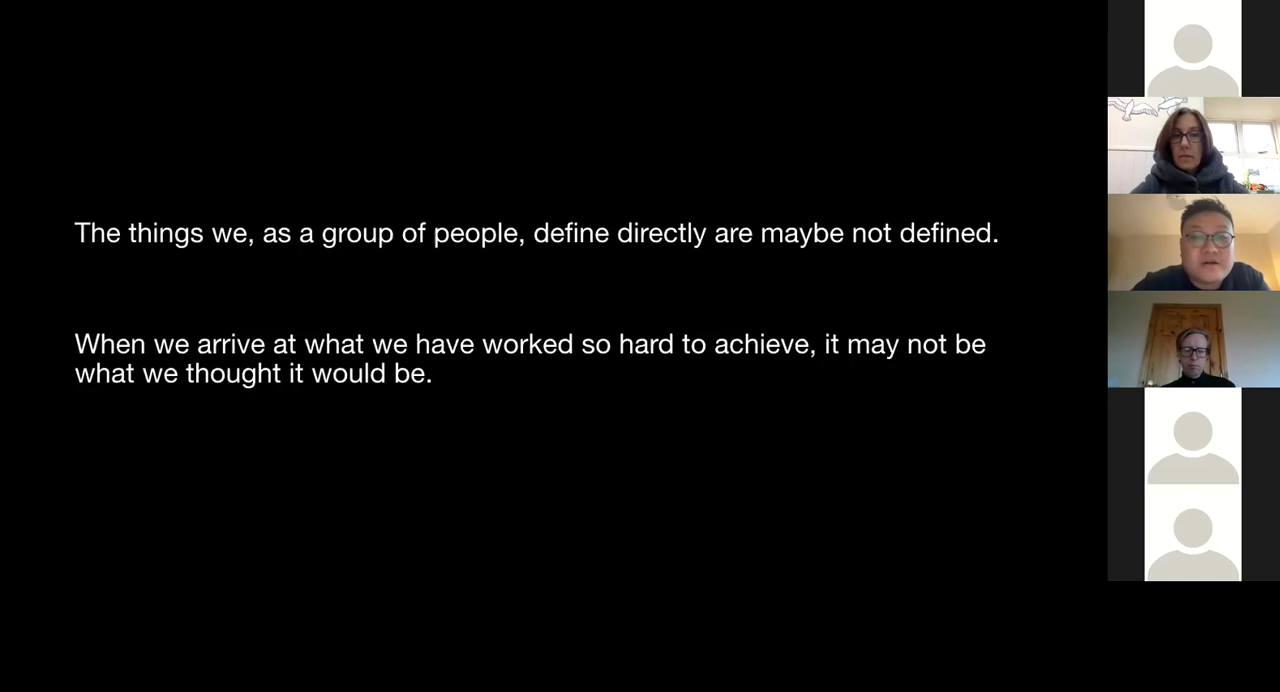 The things we, as a group of people, define directly are maybe not defined.
When we arrive at what we have worked so hard to achieve, it may not be
what we thought it would be.